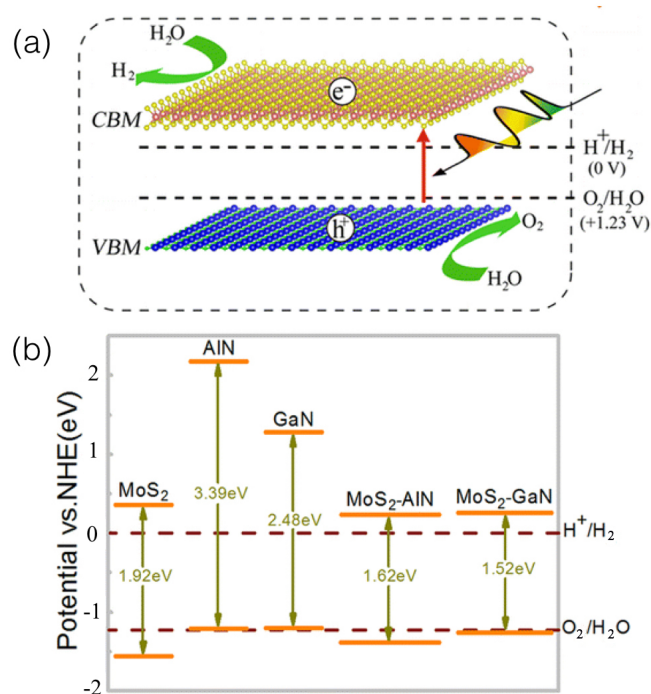 (a)
H₂O
H₂
e⁻
CBM
H⁺/H₂
(0 V)
O₂/H₂O
(+1.23 V)
h⁺
O₂
VBM
H₂O
(b)
AlN
2
GaN
1
MoS₂
3.39eV
2.48eV
MoS₂-AlN
MoS₂-GaN
0
H⁺/H₂
1.92eV
1.62eV
1.52eV
-1
O₂/H₂O
-2
Potential vs.NHE(eV)